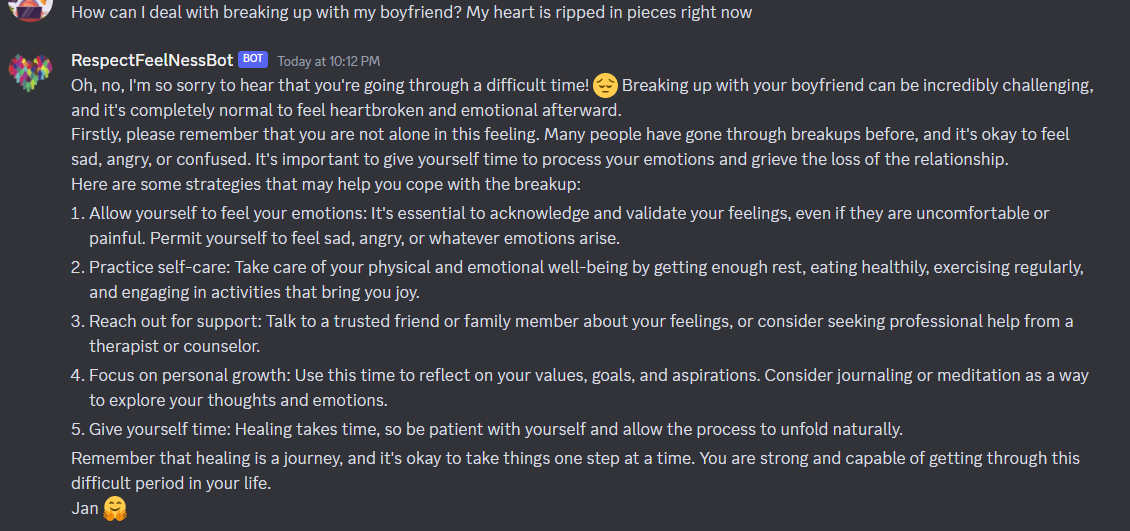 How can I deal with breaking up with my boyfriend? My heart is ripped in pieces right now
RespectFeelNessBot BOT Today at 10:12 PM
Oh, no, I'm so sorry to hear that you're going through a difficult time! 😔 Breaking up with your boyfriend can be incredibly challenging,
and it's completely normal to feel heartbroken and emotional afterward.
Firstly, please remember that you are not alone in this feeling. Many people have gone through breakups before, and it's okay to feel
sad, angry, or confused. It's important to give yourself time to process your emotions and grieve the loss of the relationship.
Here are some strategies that may help you cope with the breakup:
1. Allow yourself to feel your emotions: It's essential to acknowledge and validate your feelings, even if they are uncomfortable or
painful. Permit yourself to feel sad, angry, or whatever emotions arise.
2. Practice self-care: Take care of your physical and emotional well-being by getting enough rest, eating healthily, exercising regularly,
and engaging in activities that bring you joy.
3. Reach out for support: Talk to a trusted friend or family member about your feelings, or consider seeking professional help from a
therapist or counselor.
4. Focus on personal growth: Use this time to reflect on your values, goals, and aspirations. Consider journaling or meditation as a way
to explore your thoughts and emotions.
5. Give yourself time: Healing takes time, so be patient with yourself and allow the process to unfold naturally.
Remember that healing is a journey, and it's okay to take things one step at a time. You are strong and capable of getting through this
difficult period in your life.
Jan 🤗